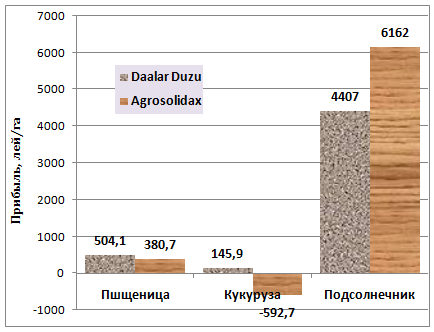 7000
6000
5000
4000
3000
2000
1000
0
-1000
Прибыль, лей/га
Daalar Duzu
Agrosolidax
504,1
380,7
145,9
-592,7
4407
6162
Пшщеница
Кукуруза
Подсолнечник